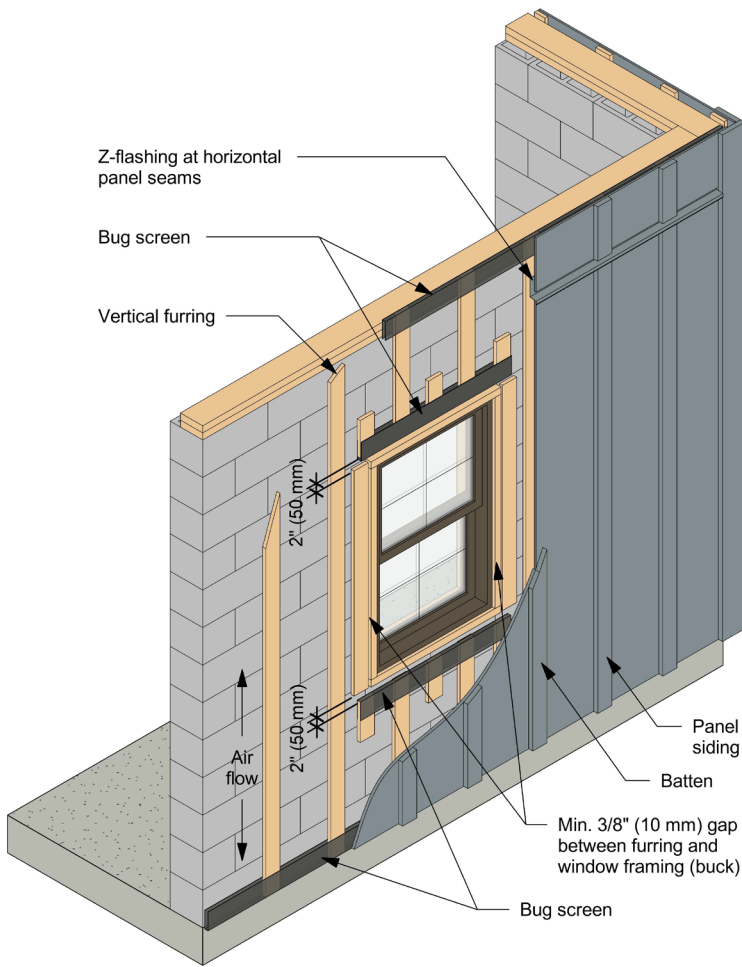 Z-flashing at horizontal
panel seams
Bug screen
Vertical furring
2" (50 mm)
2" (50 mm)
Air
flow
Panel
siding
Batten
Min. 3/8" (10 mm) gap
between furring and
window framing (buck)
Bug screen